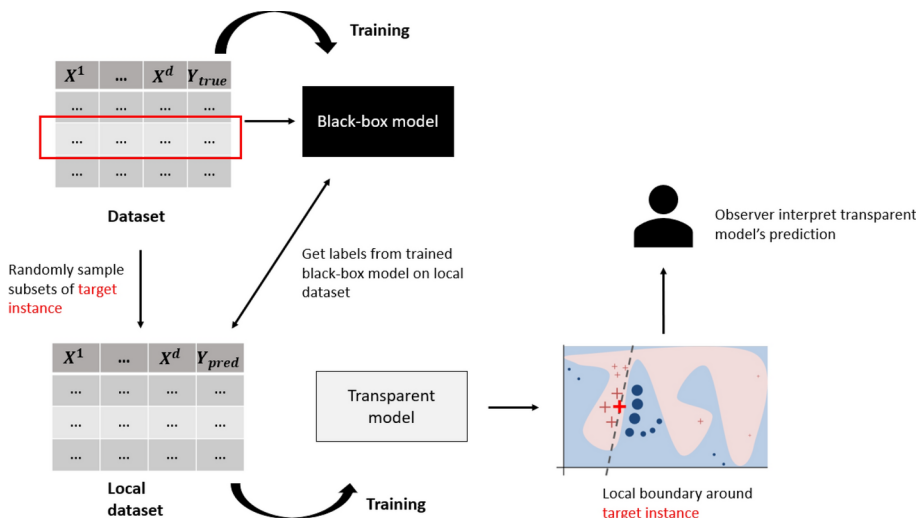 Training
X^1 ... X^d Y_true
... ... ... ...
... ... ... ...
... ... ... ...
Black-box model
Dataset
Randomly sample
subsets of target
instance
Get labels from trained
black-box model on local
dataset
Observer interpret transparent
model's prediction
X^1 ... X^d Y_pred
... ... ... ...
... ... ... ...
... ... ... ...
Transparent
model
Local
dataset
Training
Local boundary around
target instance